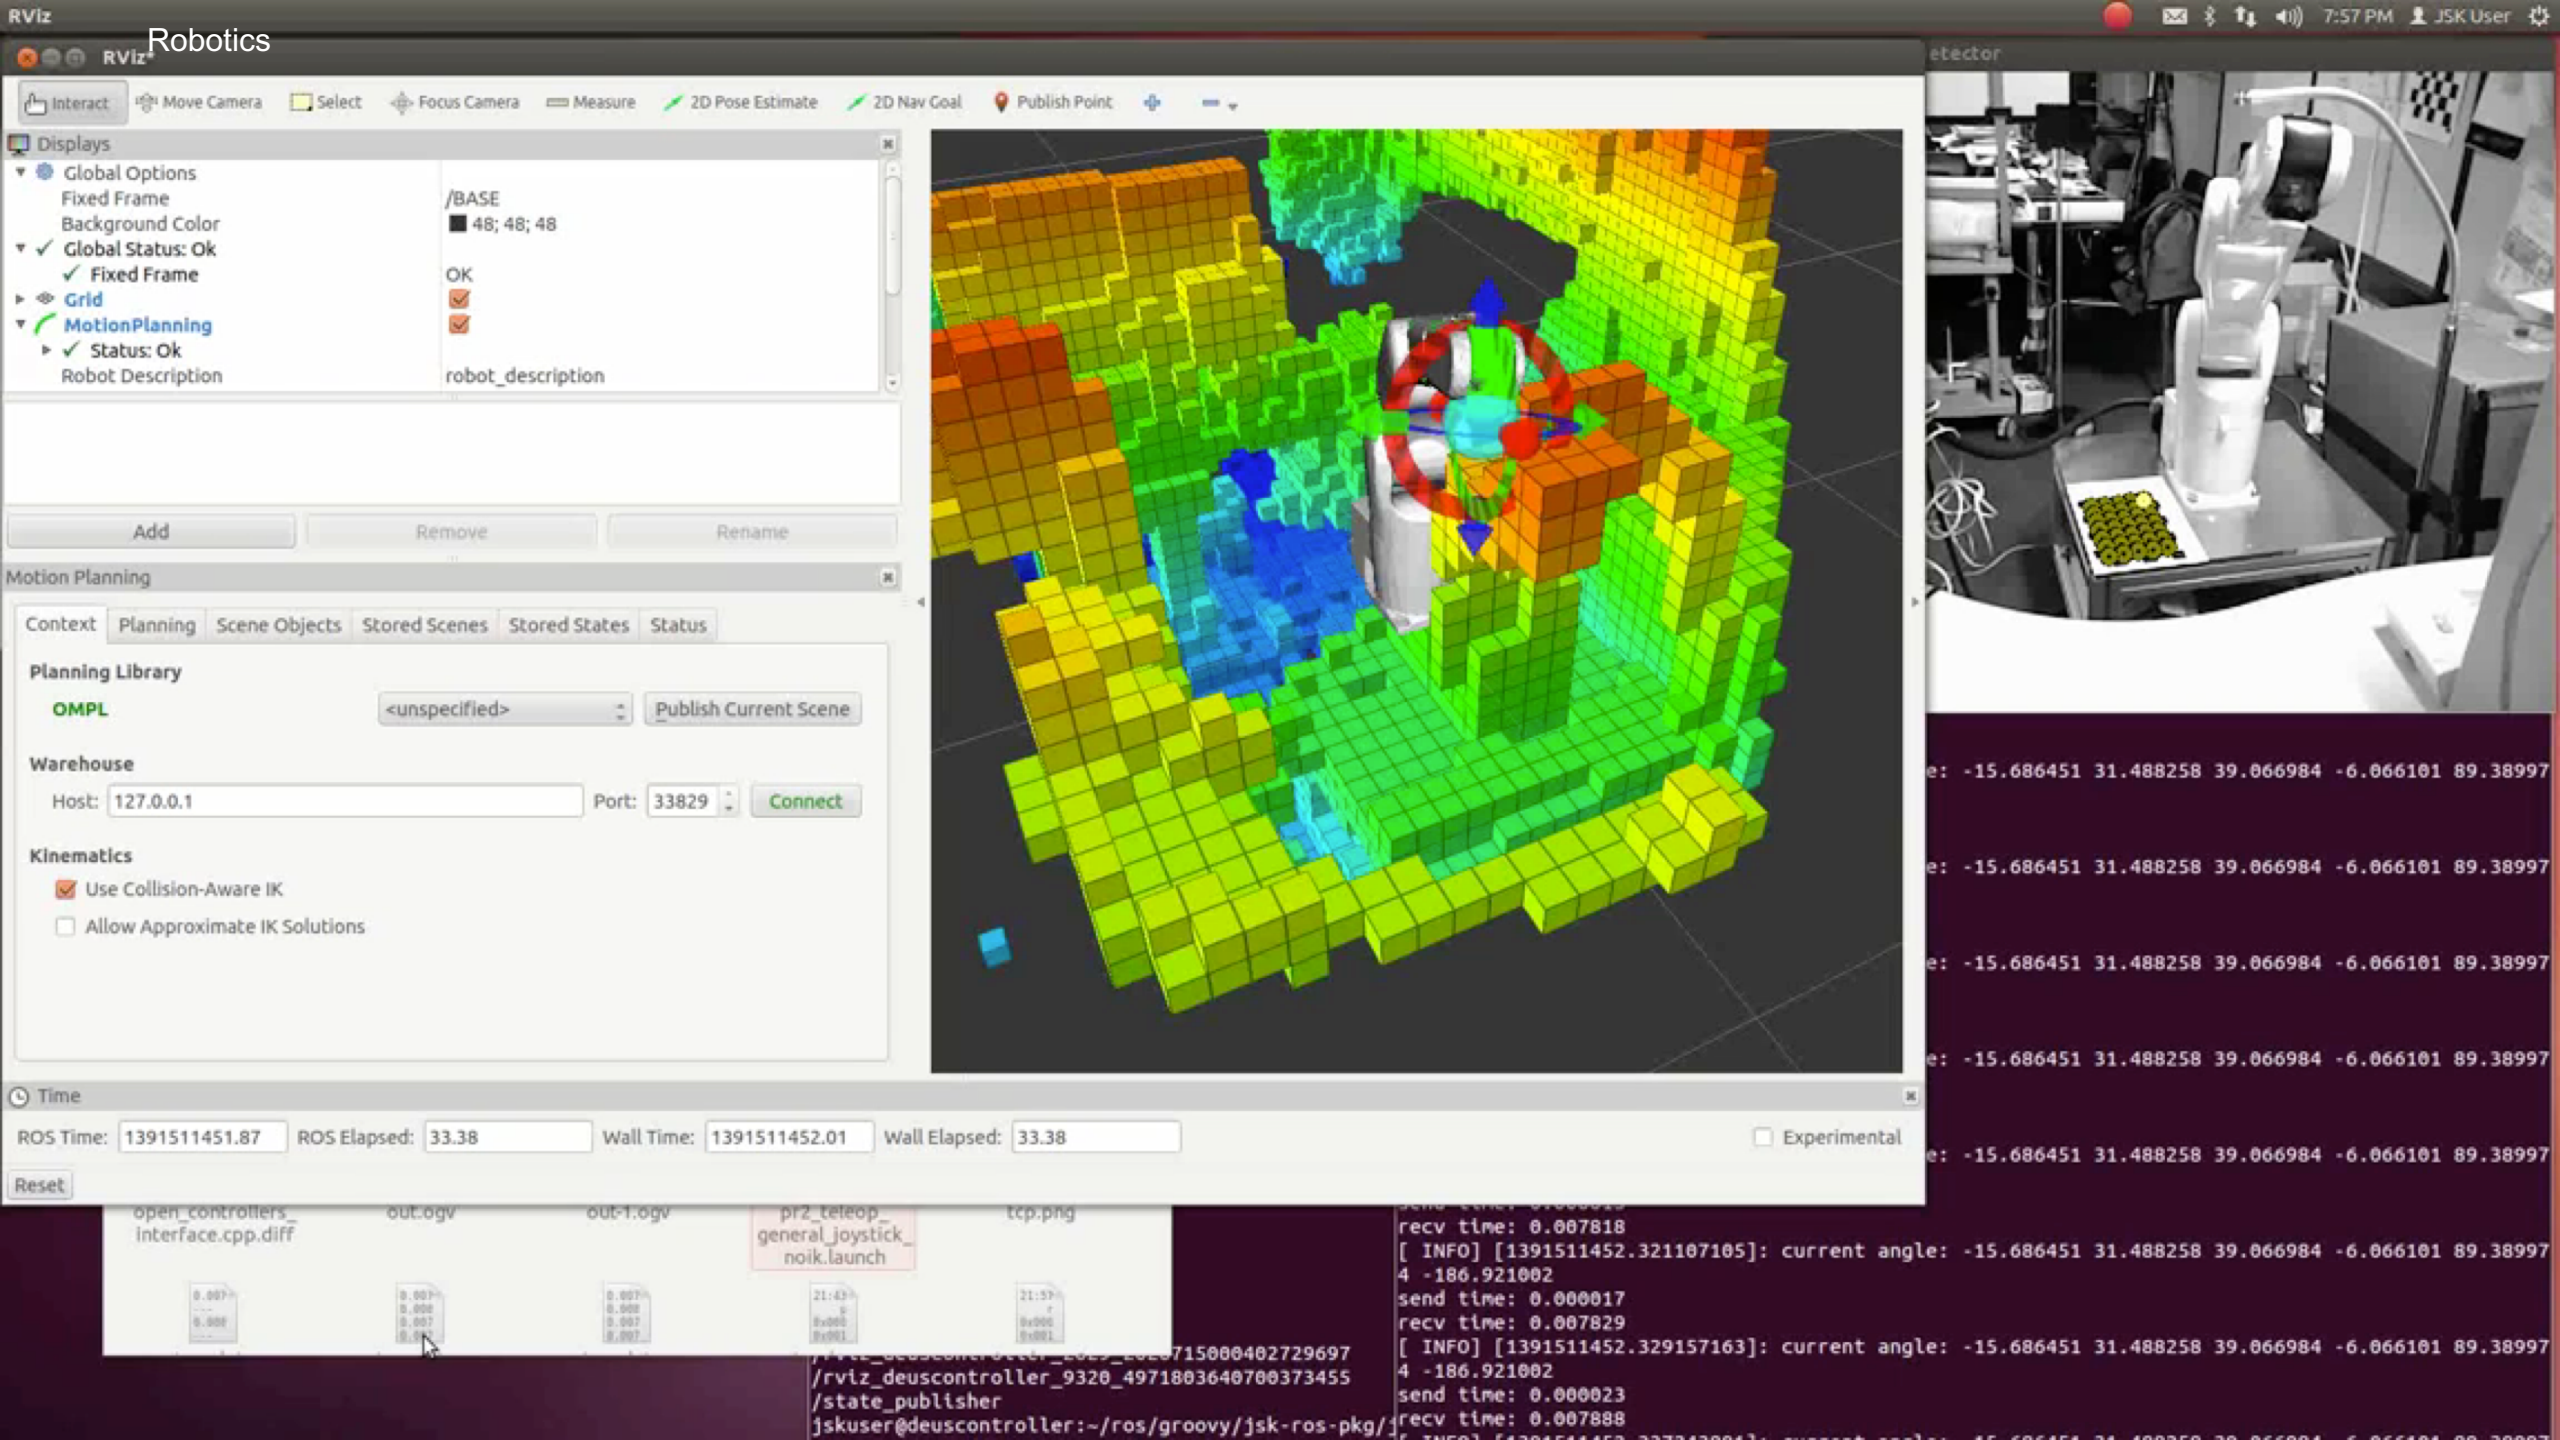 RViz
7:57 PM JSK User
Robotics
RViz*
etector
Interact Move Camera Select Focus Camera Measure 2D Pose Estimate 2D Nav Goal Publish Point
Displays
Global Options
Fixed Frame /BASE
Background Color 48; 48; 48
Global Status: Ok
Fixed Frame OK
Grid
MotionPlanning
Status: Ok
Robot Description robot_description
Add Remove Rename
Motion Planning
Context Planning Scene Objects Stored Scenes Stored States Status
Planning Library
OMPL <unspecified> Publish Current Scene
Warehouse
Host: 127.0.0.1 Port: 33829 Connect
Kinematics
Use Collision-Aware IK
Allow Approximate IK Solutions
Time
ROS Time: 1391511451.87 ROS Elapsed: 33.38 Wall Time: 1391511452.01 Wall Elapsed: 33.38 Experimental
Reset
e: -15.686451 31.488258 39.066984 -6.066101 89.38997
e: -15.686451 31.488258 39.066984 -6.066101 89.38997
e: -15.686451 31.488258 39.066984 -6.066101 89.38997
e: -15.686451 31.488258 39.066984 -6.066101 89.38997
e: -15.686451 31.488258 39.066984 -6.066101 89.38997
open_controllers_
interface.cpp.diff
out.ogv
out-1.ogv
pr2_teleop_
general_joystick_
noik.launch
tcp.png
recv time: 0.007818
[ INFO] [1391511452.321107105]: current angle: -15.686451 31.488258 39.066984 -6.066101 89.38997
4 -186.921002
send time: 0.000017
recv time: 0.007829
[ INFO] [1391511452.329157163]: current angle: -15.686451 31.488258 39.066984 -6.066101 89.38997
4 -186.921002
send time: 0.000023
recv time: 0.007888
/rviz_deuscontroller_9320_4971803640700373455
/state_publisher
jskuser@deuscontroller:~/ros/groovy/jsk-ros-pkg/